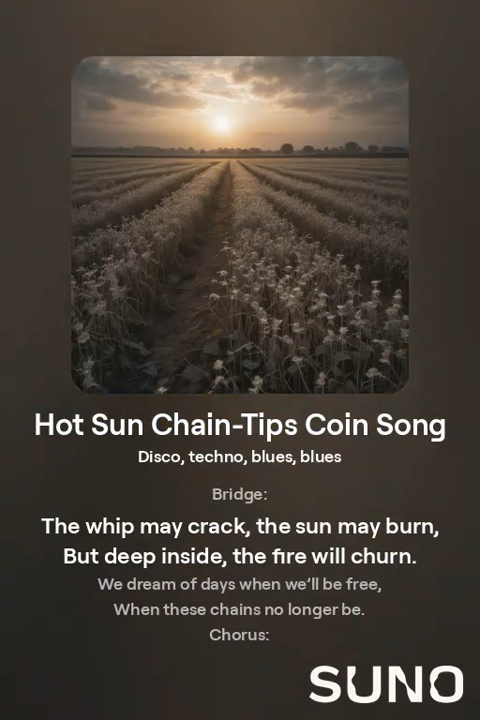 Hot Sun Chain-Tips Coin Song
Disco, techno, blues, blues
Bridge:
The whip may crack, the sun may burn,
But deep inside, the fire will churn.
We dream of days when we'll be free,
When these chains no longer be.
Chorus:
SUNO